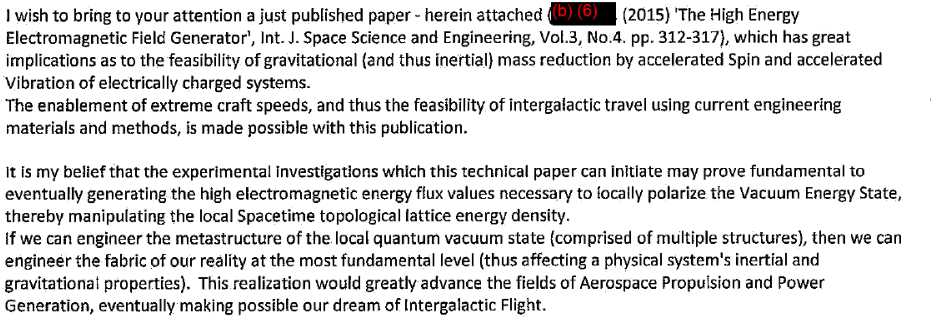 I wish to bring to your attention a just published paper - herein attached ((b) (6) (2015) 'The High Energy
Electromagnetic Field Generator', Int. J. Space Science and Engineering, Vol.3, No.4. pp. 312-317), which has great
implications as to the feasibility of gravitational (and thus inertial) mass reduction by accelerated Spin and accelerated
Vibration of electrically charged systems.
The enablement of extreme craft speeds, and thus the feasibility of intergalactic travel using current engineering
materials and methods, is made possible with this publication.
It is my belief that the experimental investigations which this technical paper can initiate may prove fundamental to
eventually generating the high electromagnetic energy flux values necessary to locally polarize the Vacuum Energy State,
thereby manipulating the local Spacetime topological lattice energy density.
If we can engineer the metastructure of the local quantum vacuum state (comprised of multiple structures), then we can
engineer the fabric of our reality at the most fundamental level (thus affecting a physical system's inertial and
gravitational properties). This realization would greatly advance the fields of Aerospace Propulsion and Power
Generation, eventually making possible our dream of Intergalactic Flight.